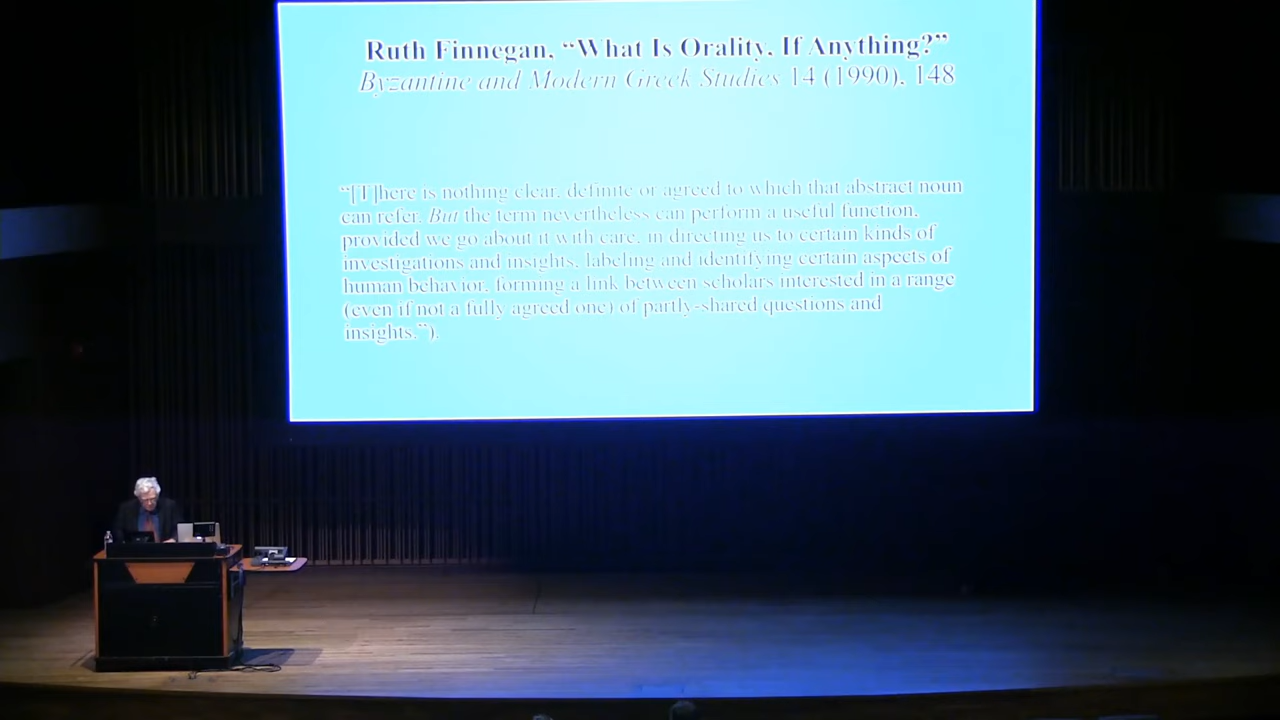 Ruth Finnegan, “What Is Orality, If Anything?”
Byzantine and Modern Greek Studies 14 (1990), 148
“[T]here is nothing clear, definite or agreed to which that abstract noun
can refer. But the term nevertheless can perform a useful function,
provided we go about it with care, in directing us to certain kinds of
investigations and insights, labeling and identifying certain aspects of
human behavior, forming a link between scholars interested in a range
(even if not a fully agreed one) of partly-shared questions and
insights.”).